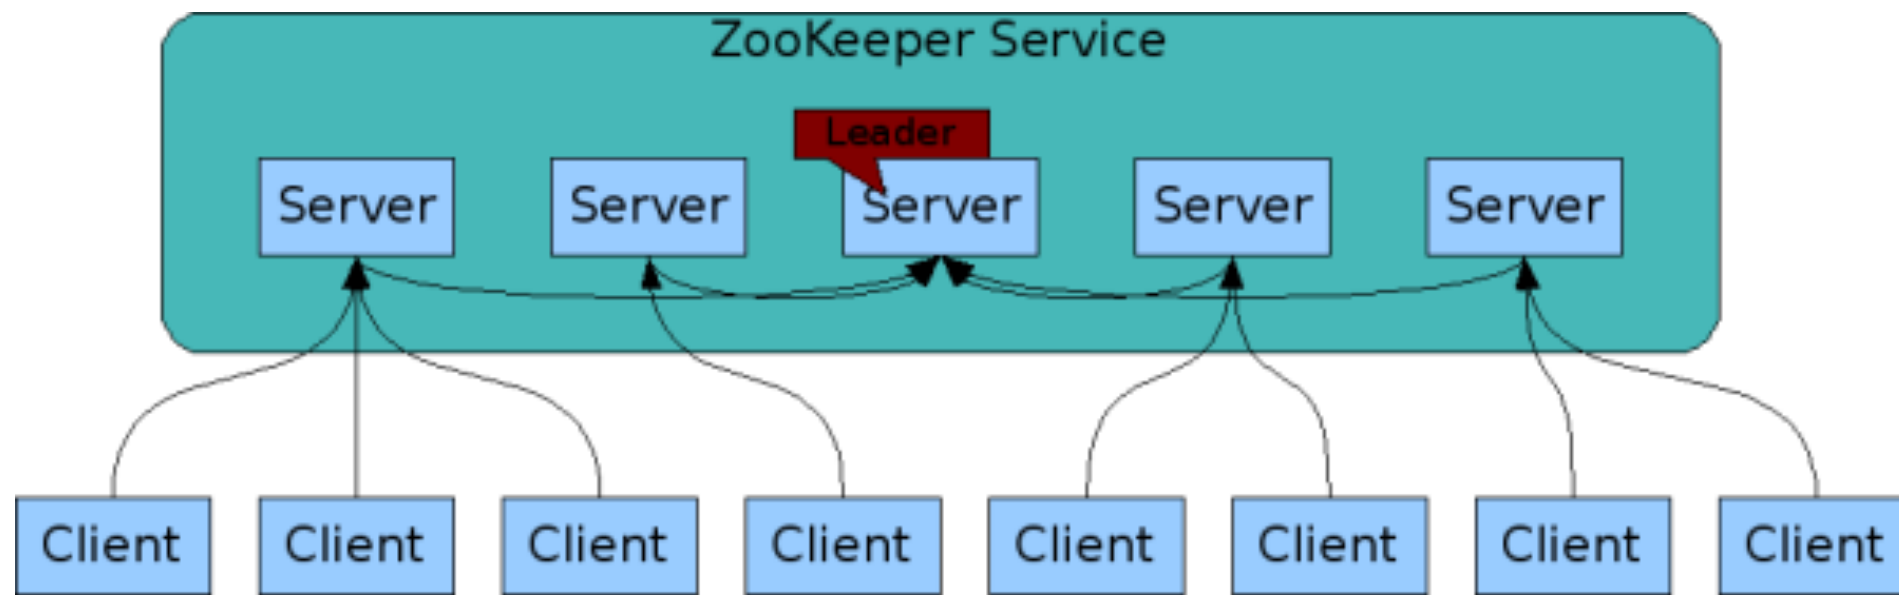 ZooKeeper Service
Leader
Server Server Server Server Server
Client Client Client Client Client Client Client Client